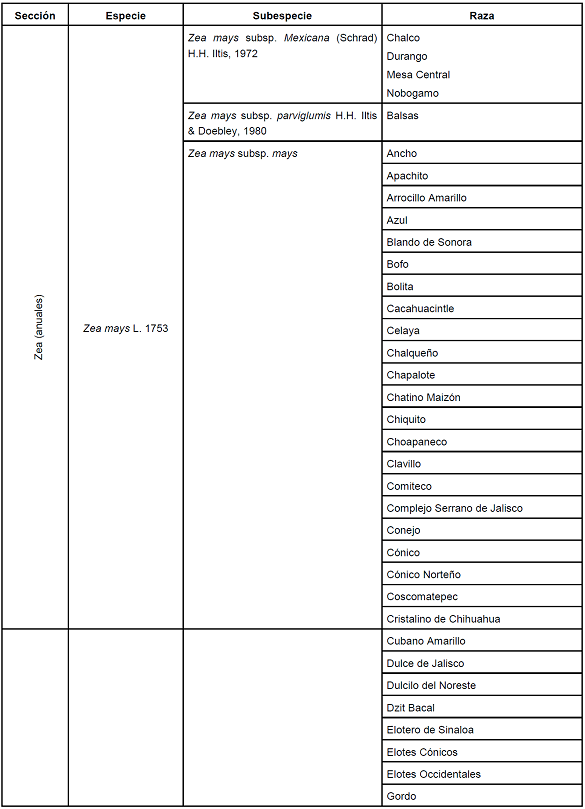 Sección Especie Subespecie Raza
Zea (anuales)
Zea mays L. 1753
Zea mays subsp. Mexicana (Schrad)
H.H. Iltis, 1972
Chalco
Durango
Mesa Central
Nobogamo
Zea mays subsp. parviglumis H.H. Iltis
& Doebley, 1980
Balsas
Zea mays subsp. mays
Ancho
Apachito
Arrocillo Amarillo
Azul
Blando de Sonora
Bofo
Bolita
Cacahuacintle
Celaya
Chalqueño
Chapalote
Chatino Maizón
Chiquito
Choapaneco
Clavillo
Comiteco
Complejo Serrano de Jalisco
Conejo
Cónico
Cónico Norteño
Coscomatepec
Cristalino de Chihuahua
Cubano Amarillo
Dulce de Jalisco
Dulcilo del Noreste
Dzit Bacal
Elotero de Sinaloa
Elotes Cónicos
Elotes Occidentales
Gordo